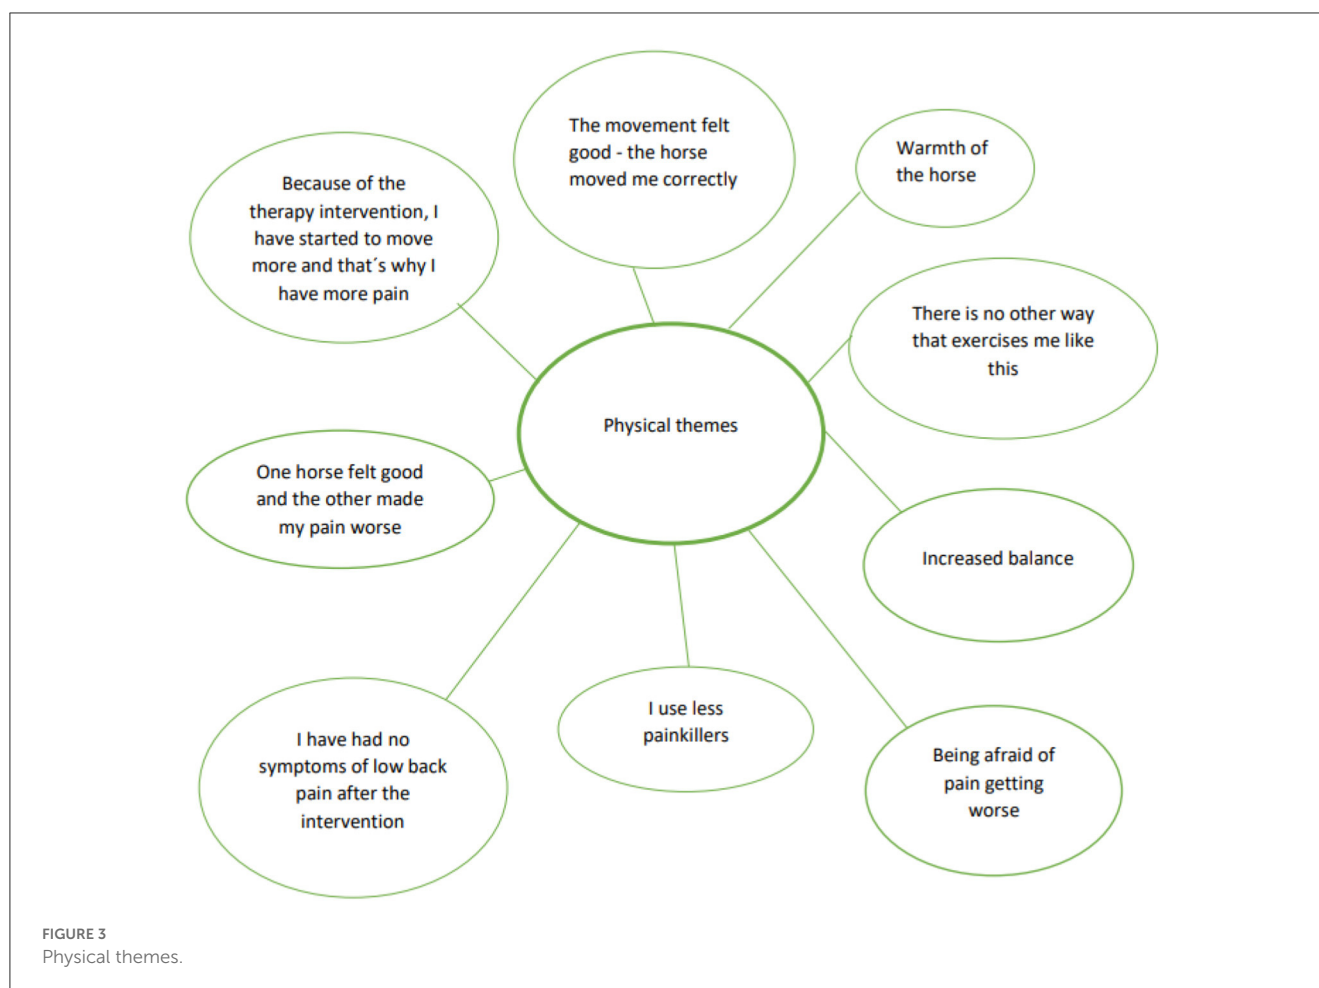 The movement felt
good - the horse
moved me correctly
Warmth of
the horse
Because of the
therapy intervention, I
have started to move
more and that´s why I
have more pain
There is no other way
that exercises me like
this
Physical themes
One horse felt good
and the other made
my pain worse
Increased balance
I have had no
symptoms of low back
pain after the
intervention
I use less
painkillers
Being afraid of
pain getting
worse
FIGURE 3
Physical themes.